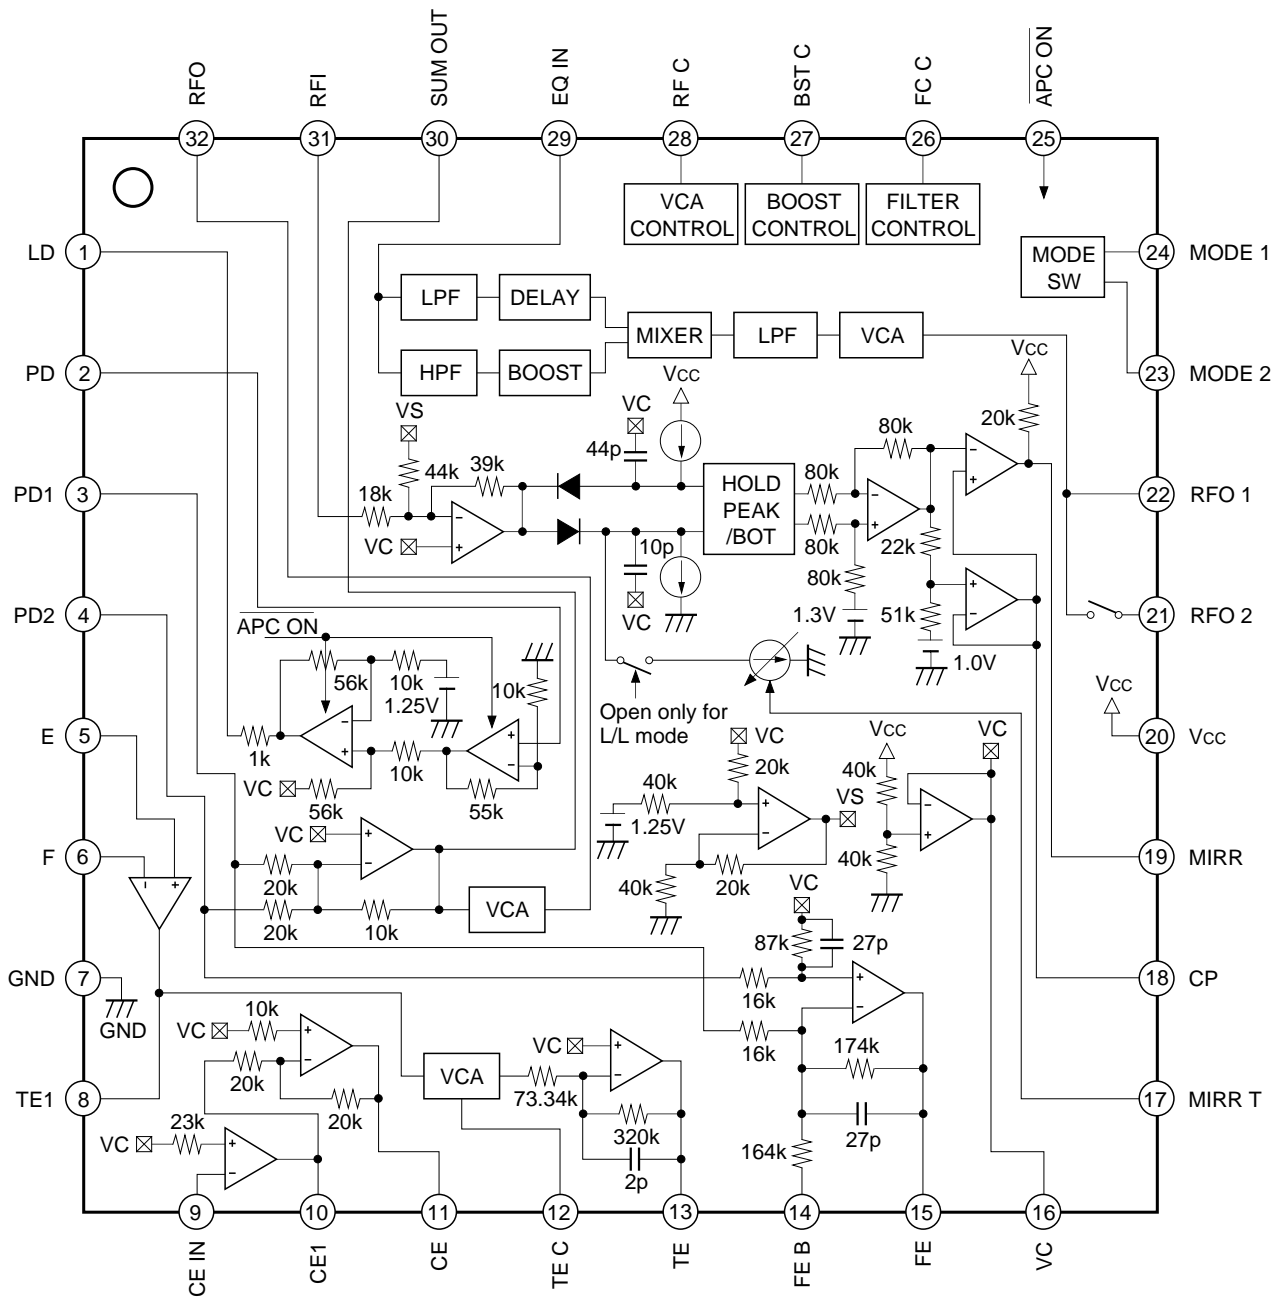 RFO
RFI
SUM OUT
EQ IN
RF C
BST C
FC C
APC ON
32
31
30
29
28
27
26
25
VCA
CONTROL
BOOST
CONTROL
FILTER
CONTROL
LD
1
MODE
SW
24
MODE 1
LPF
DELAY
MIXER
LPF
VCA
HPF
BOOST
PD
2
VCC
23
MODE 2
VS
VC
VCC
20k
44p
80k
44k
39k
18k
PD1
3
HOLD
PEAK
/BOT
80k
80k
22
RFO 1
VC
10p
22k
80k
VC
PD2
4
APC ON
1.3V
51k
1.0V
21
RFO 2
56k
10k
1.25V
10k
Open only for
L/L mode
VCC
E
5
1k
10k
VC
56k
55k
VC
20k
40k
1.25V
VS
VCC
VC
40k
20
VCC
VC
F
6
20k
20k
10k
VCA
40k
20k
40k
19
MIRR
VC
87k
27p
GND
7
GND
16k
16k
18
CP
VC
10k
20k
20k
VC
VCA
73.34k
174k
TE1
8
17
MIRR T
VC
23k
320k
2p
27p
164k
9
10
11
12
13
14
15
16
CE IN
CE1
CE
TE C
TE
FE B
FE
VC